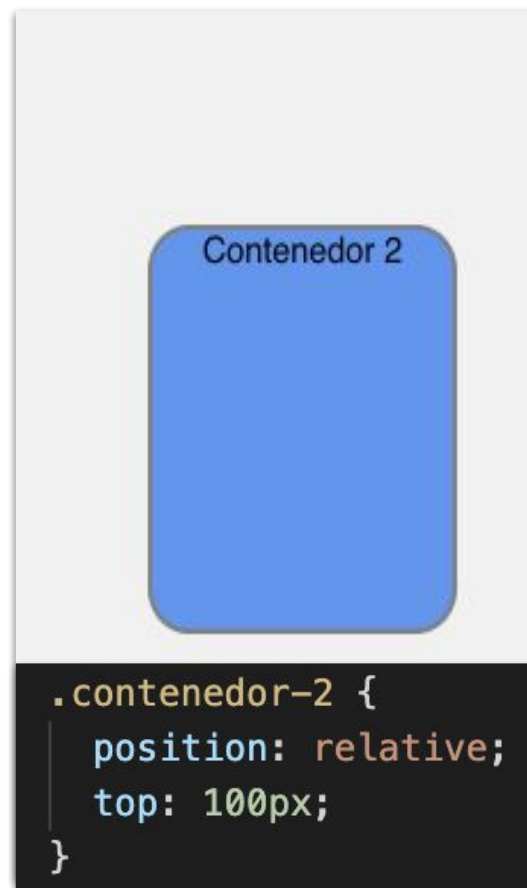 Contenedor 2
.contenedor-2 {
position: relative;
top: 100px;
}